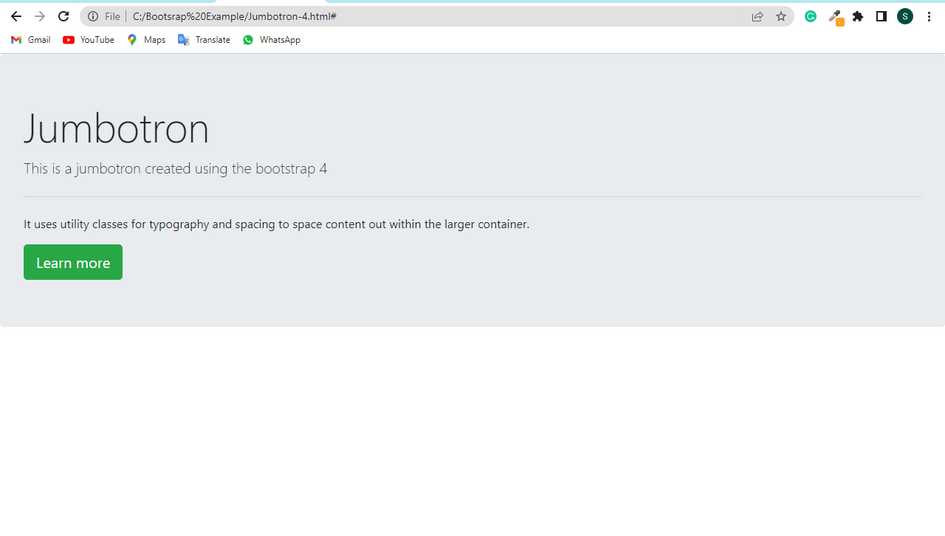 File C:/Bootsrap%20Example/Jumbotron-4.html#
S
Gmail YouTube Maps Translate WhatsApp
Jumbotron
This is a jumbotron created using the bootstrap 4
It uses utility classes for typography and spacing to space content out within the larger container.
Learn more